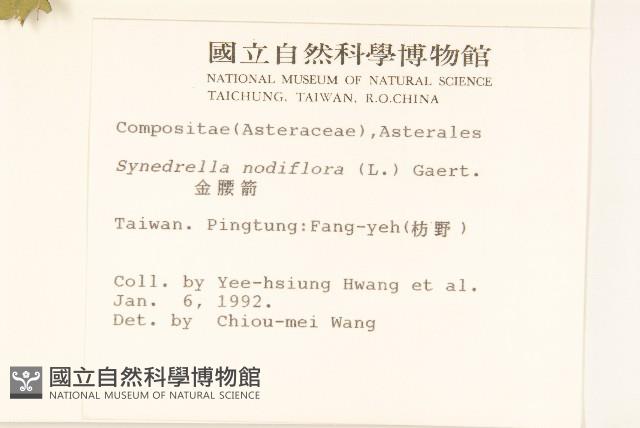 國立自然科學博物館
NATIONAL MUSEUM OF NATURAL SCIENCE
TAICHUNG, TAIWAN, R.O.CHINA
Compositae(Asteraceae),Asterales
Synedrella nodiflora (L.) Gaert.
金腰箭
Taiwan. Pingtung:Fang-yeh(枋野)
Coll. by Yee-hsiung Hwang et al.
Jan. 6, 1992.
Det. by Chiou-mei Wang
國立自然科學博物館
NATIONAL MUSEUM OF NATURAL SCIENCE